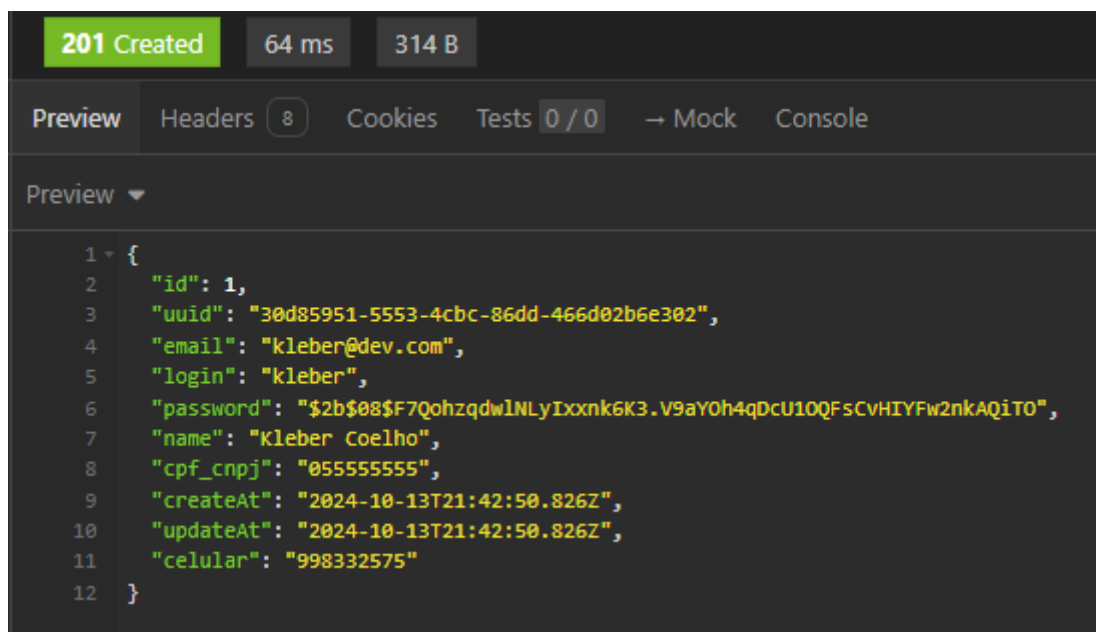 201 Created 64 ms 314 B
Preview Headers 8 Cookies Tests 0 / 0 → Mock Console
Preview
1 {
2 "id": 1,
3 "uuid": "30d85951-5553-4cbc-86dd-466d02b6e302",
4 "email": "kleber@dev.com",
5 "login": "kleber",
6 "password": "$2b$08$F7QohzqdwlNLyIxxnk6K3.V9aYOh4qDcU1OQFsCvHIYFw2nkAQiTO",
7 "name": "Kleber Coelho",
8 "cpf_cnpj": "055555555",
9 "createAt": "2024-10-13T21:42:50.826Z",
10 "updateAt": "2024-10-13T21:42:50.826Z",
11 "celular": "998332575"
12 }